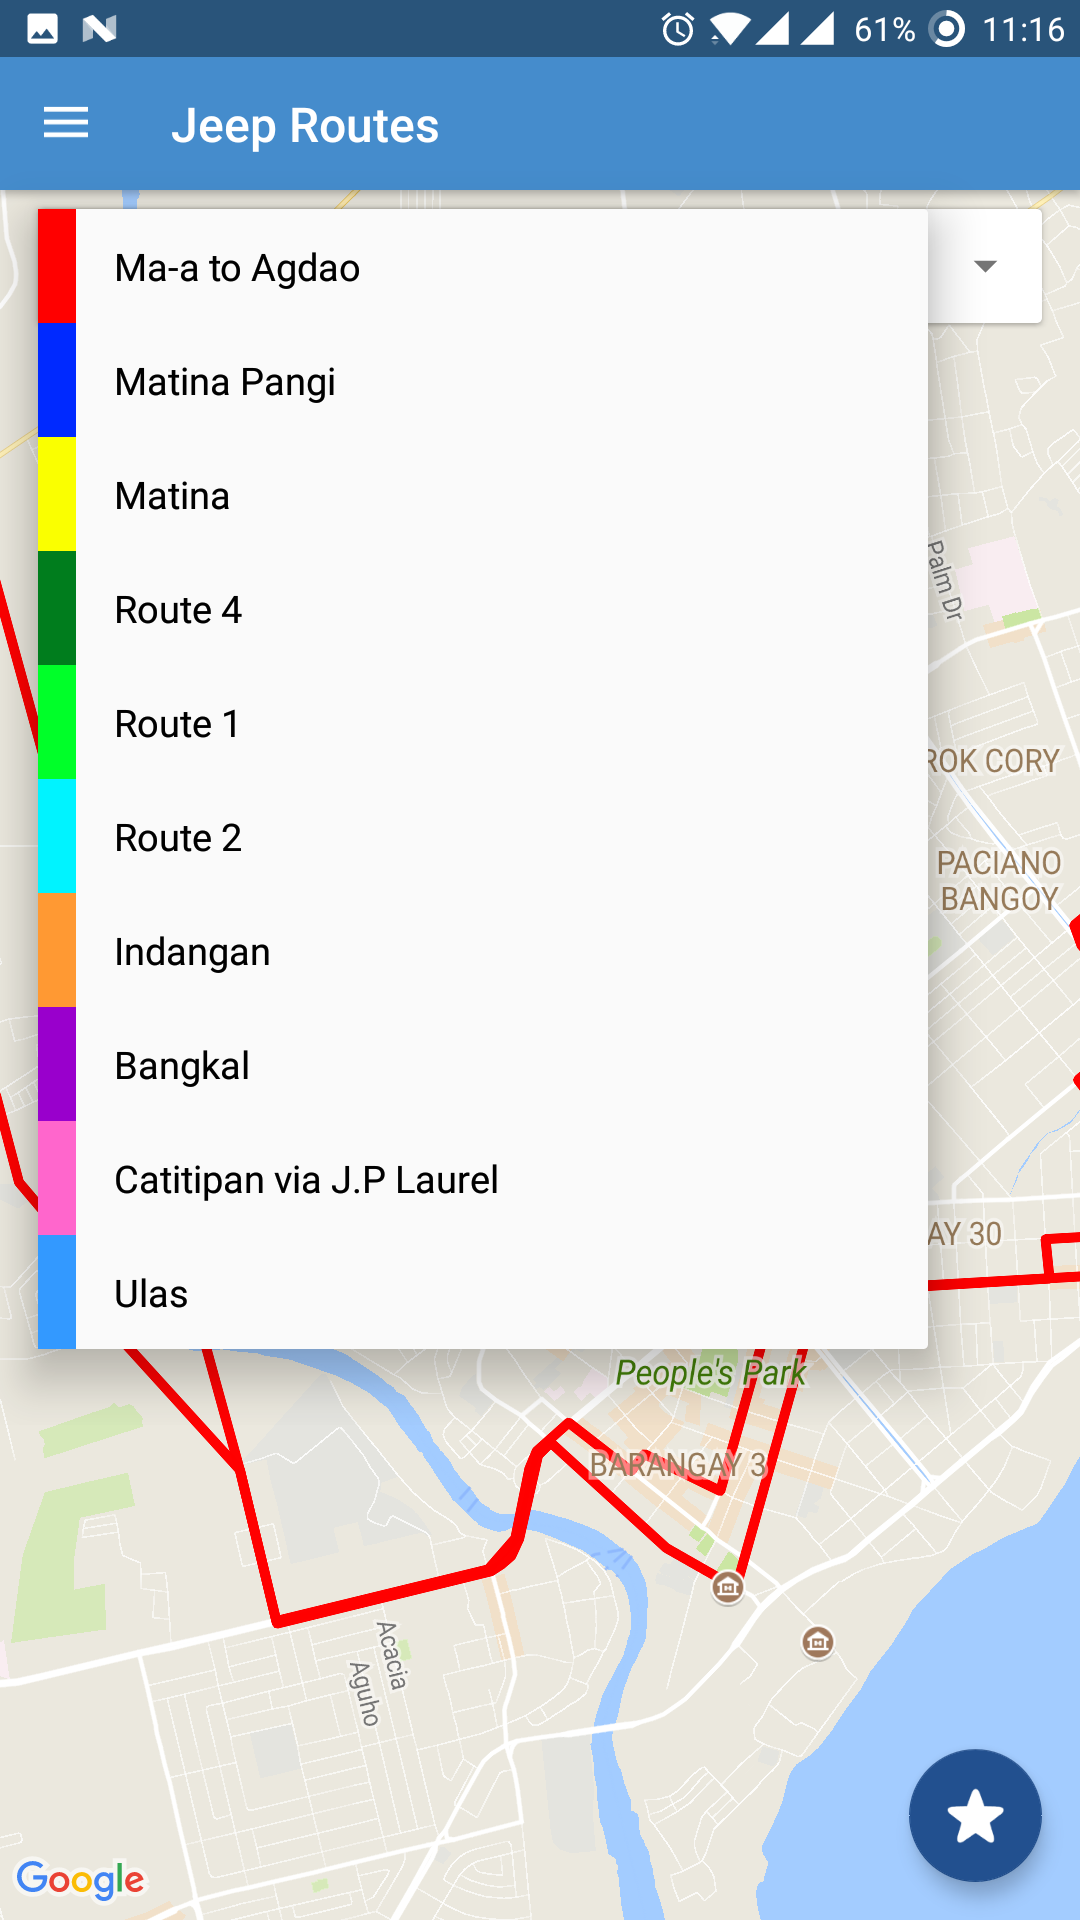 61% 11:16
Jeep Routes
Ma-a to Agdao
Matina Pangi
Matina
Route 4
Route 1
Route 2
Indangan
Bangkal
Catitipan via J.P Laurel
Ulas
Palm Dr
ROK CORY
PACIANO
BANGOY
AY 30
People's Park
BARANGAY 3
Acacia
Aguho
Google